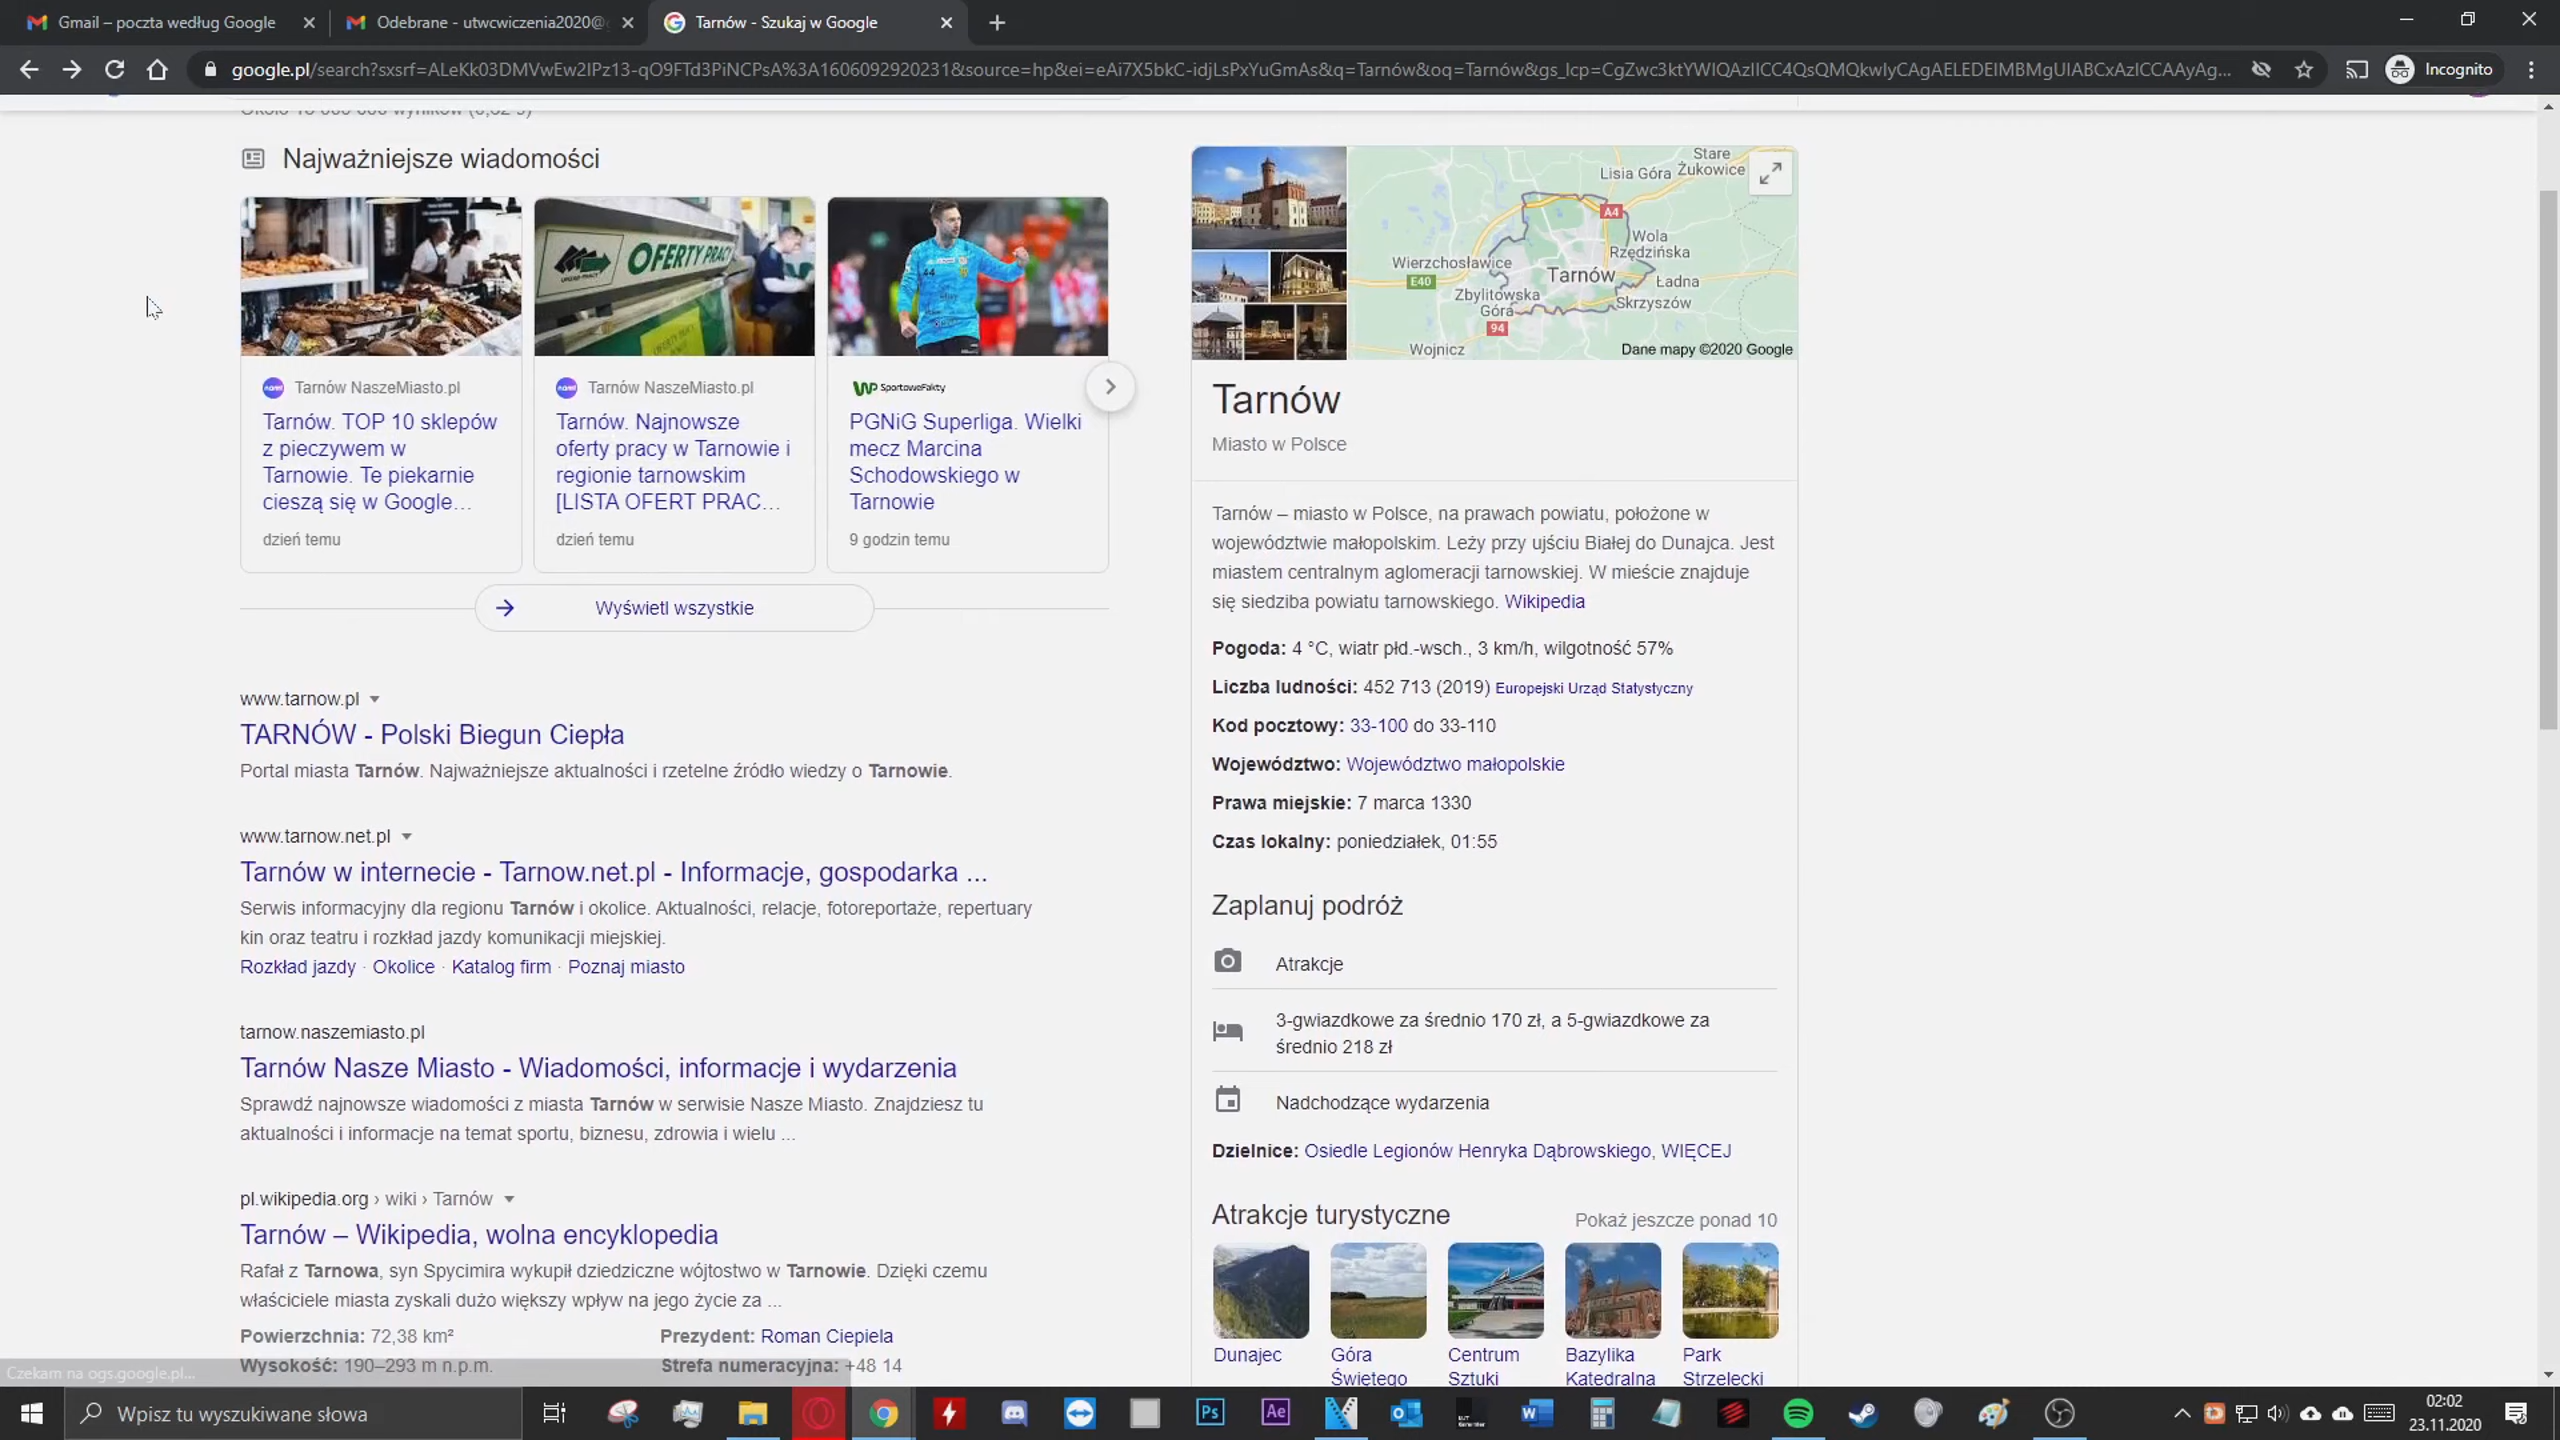 Gmail – poczta według Google
Odebrane - utwcwiczenia2020@
Tarnów - Szukaj w Google
google.pl/search?sxsrf=ALeKk03DMVwEw2IPz13-qO9FTd3PiNCPsA%3A1606092920231&source=hp&ei=eAi7X5bkC-idjLsPxYuGmAs&q=Tarnów&oq=Tarnów&gs_lcp=CgZwc3ktYWIQAzIICC4QsQMQkwIyCAgAELEDEIMBMgUIABCxAzICCAAyAg...
Incognito
Najważniejsze wiadomości
OFERTY PRACY
44
Tarnów NaszeMiasto.pl
Tarnów. TOP 10 sklepów
z pieczywem w
Tarnowie. Te piekarnie
cieszą się w Google...
dzień temu
Tarnów NaszeMiasto.pl
Tarnów. Najnowsze
oferty pracy w Tarnowie i
regionie tarnowskim
[LISTA OFERT PRAC...
dzień temu
WP SportoweFakty
PGNiG Superliga. Wielki
mecz Marcina
Schodowskiego w
Tarnowie
9 godzin temu
Wyświetl wszystkie
www.tarnow.pl
TARNÓW - Polski Biegun Ciepła
Portal miasta Tarnów. Najważniejsze aktualności i rzetelne źródło wiedzy o Tarnowie.
www.tarnow.net.pl
Tarnów w internecie - Tarnow.net.pl - Informacje, gospodarka ...
Serwis informacyjny dla regionu Tarnów i okolice. Aktualności, relacje, fotoreportaże, repertuary
kin oraz teatru i rozkład jazdy komunikacji miejskiej.
Rozkład jazdy · Okolice · Katalog firm · Poznaj miasto
tarnow.naszemiasto.pl
Tarnów Nasze Miasto - Wiadomości, informacje i wydarzenia
Sprawdź najnowsze wiadomości z miasta Tarnów w serwisie Nasze Miasto. Znajdziesz tu
aktualności i informacje na temat sportu, biznesu, zdrowia i wielu ...
pl.wikipedia.org › wiki › Tarnów
Tarnów – Wikipedia, wolna encyklopedia
Rafał z Tarnowa, syn Spycimira wykupił dziedziczne wójtostwo w Tarnowie. Dzięki czemu
właściciele miasta zyskali dużo większy wpływ na jego życie za ...
Powierzchnia: 72,38 km²
Prezydent: Roman Ciepiela
Wysokość: 190–293 m n.p.m.
Strefa numeracyjna: +48 14
Czekam na ogs.google.pl...
Lisia Góra
Stare
Żukowice
A4
Wola
Rzędzińska
Wierzchosławice
E40
Tarnów
Ładna
Zbylitowska
Góra
Skrzyszów
94
Wojnicz
Dane mapy ©2020 Google
Tarnów
Miasto w Polsce
Tarnów – miasto w Polsce, na prawach powiatu, położone w
województwie małopolskim. Leży przy ujściu Białej do Dunajca. Jest
miastem centralnym aglomeracji tarnowskiej. W mieście znajduje
się siedziba powiatu tarnowskiego. Wikipedia
Pogoda: 4 °C, wiatr płd.-wsch., 3 km/h, wilgotność 57%
Liczba ludności: 452 713 (2019) Europejski Urząd Statystyczny
Kod pocztowy: 33-100 do 33-110
Województwo: Województwo małopolskie
Prawa miejskie: 7 marca 1330
Czas lokalny: poniedziałek, 01:55
Zaplanuj podróż
Atrakcje
3-gwiazdkowe za średnio 170 zł, a 5-gwiazdkowe za
średnio 218 zł
Nadchodzące wydarzenia
Dzielnice: Osiedle Legionów Henryka Dąbrowskiego, WIĘCEJ
Atrakcje turystyczne
Pokaż jeszcze ponad 10
Dunajec
Góra
Świętego
Centrum
Sztuki
Bazylika
Katedralna
Park
Strzelecki
Wpisz tu wyszukiwane słowa
Ps
Ae
02:02
23.11.2020